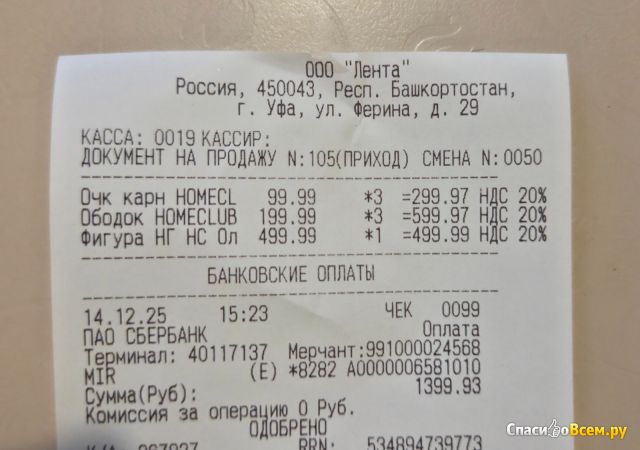 ООО "Лента"
Россия, 450043, Респ. Башкортостан,
г. Уфа, ул. Ферина, д. 29
КАССА: 0019 КАССИР:
ДОКУМЕНТ НА ПРОДАЖУ N:105(ПРИХОД) СМЕНА N:0050
Очк карн HOMECL 99.99 *3 =299.97 НДС 20%
Ободок HOMECLUB 199.99 *3 =599.97 НДС 20%
Фигура НГ НС Ол 499.99 *1 =499.99 НДС 20%
БАНКОВСКИЕ ОПЛАТЫ
14.12.25 15:23 ЧЕК 0099
ПАО СБЕРБАНК Оплата
Терминал: 40117137 Мерчант:991000024568
MIR (E) *8282 A0000006581010
Сумма(Руб): 1399.93
Комиссия за операцию 0 Руб.
ОДОБРЕНО
RRN: 534894739773
СпасибоВсем.ру